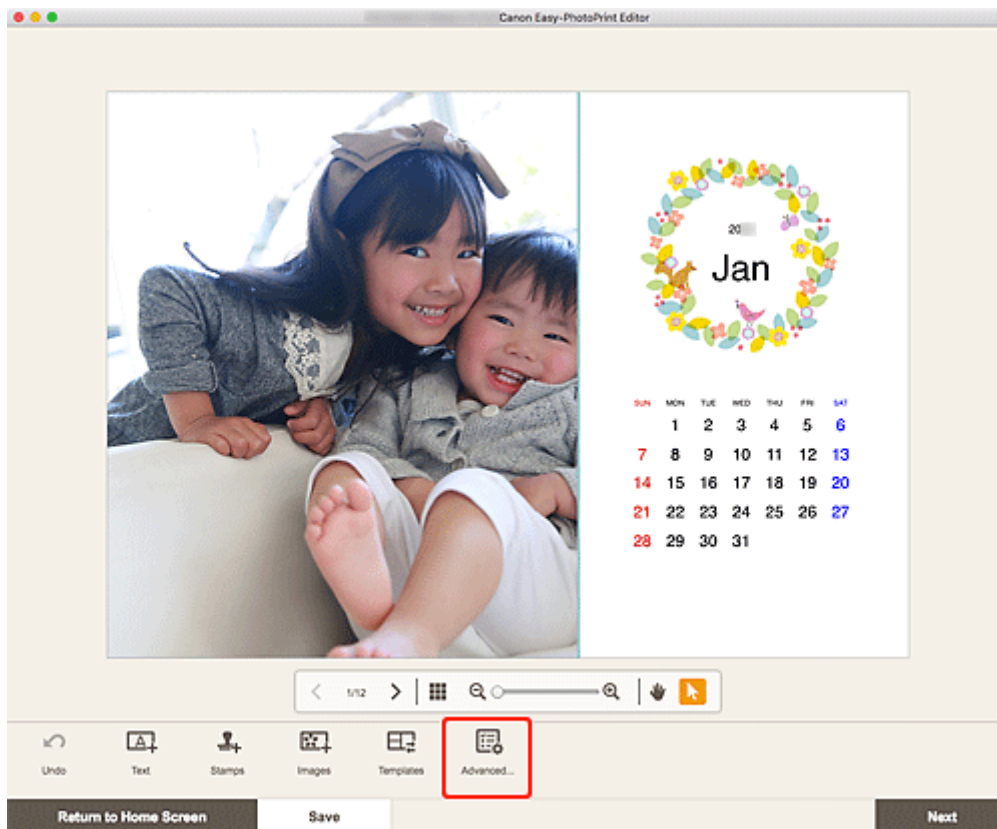 Canon Easy-PhotoPrint Editor
20
Jan
SUN MON TUE WED THU FRI SAT
1 2 3 4 5 6
7 8 9 10 11 12 13
14 15 16 17 18 19 20
21 22 23 24 25 26 27
28 29 30 31
1/12
Undo Text Stamps Images Templates Advanced...
Return to Home Screen Save Next